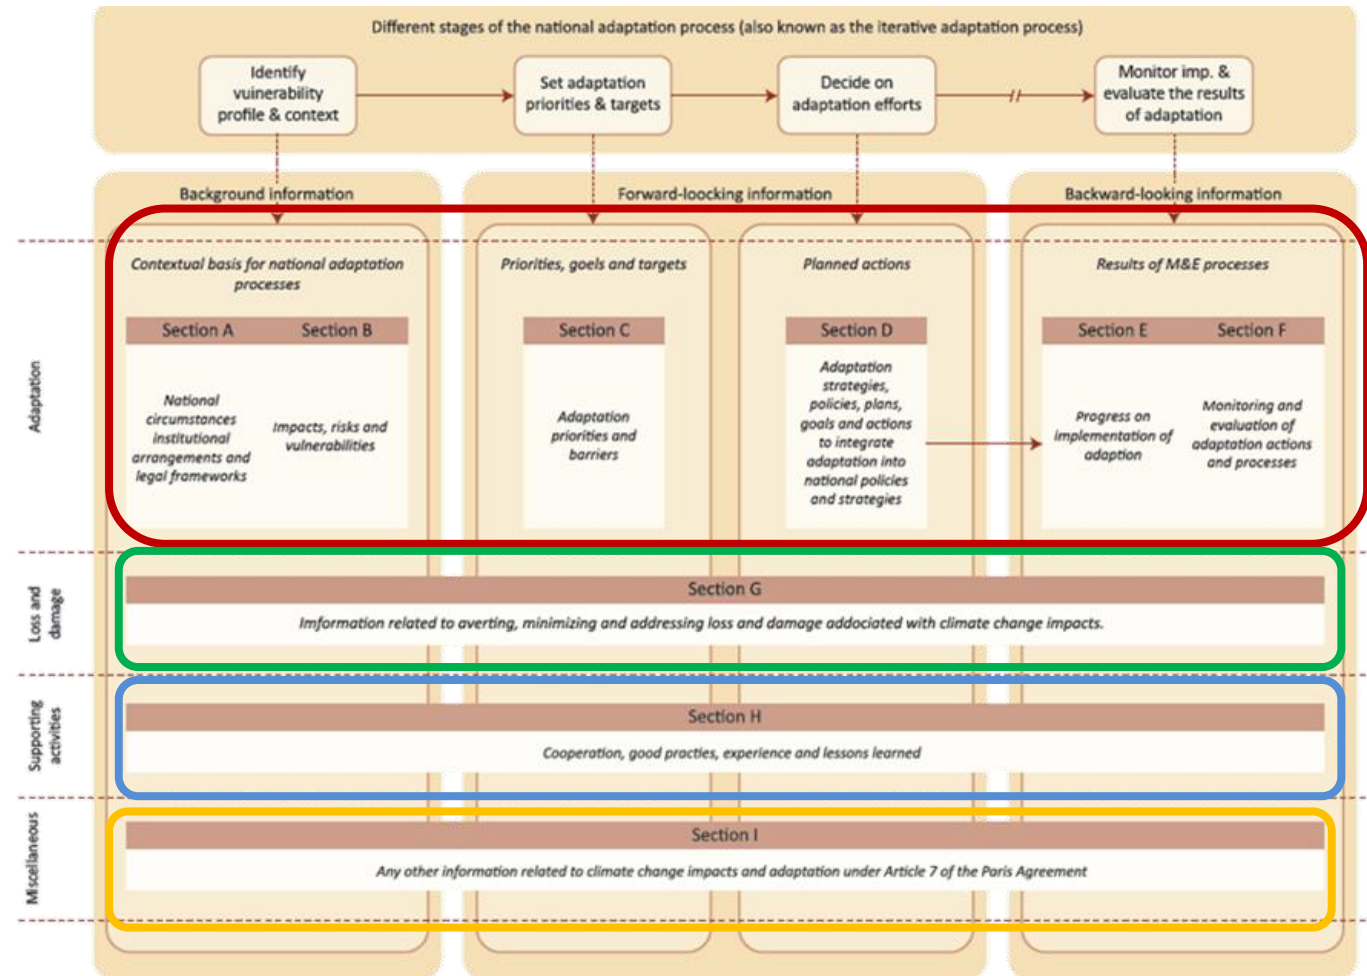 Different stages of the national adaptation process (also known as the iterative adaptation process)
Identify
vuinerability
profile & context
Set adaptation
priorities & targets
Decide on
adaptation efforts
Monitor imp. &
evaluate the results
of adaptation
Background information
Forward-loocking information
Backward-looking information
Adaptation
Contextual basis for national adaptation
processes
Priorities, goels and targets
Planned actions
Results of M&E processes
Section A
Section B
Section C
Section D
Section E
Section F
National
circumstances
institutional
arrangements and
legal frameworks
Impacts, risks and
vulnerabilities
Adaptation
priorities and
barriers
Adaptation
strategies,
policies, plans,
goals and actions
to integrate
adaptation into
national policies
and strategies
Progress on
implementation of
adaption
Monitoring and
evaluation of
adaptation actions
and processes
Loss and
damage
Section G
Imformation related to averting, minimizing and addressing loss and damage addociated with climate change impacts.
Supporting
activities
Section H
Cooperation, good practies, experience and lessons learned
Miscellaneous
Section I
Any other information related to climate change impacts and adaptation under Article 7 of the Paris Agreement